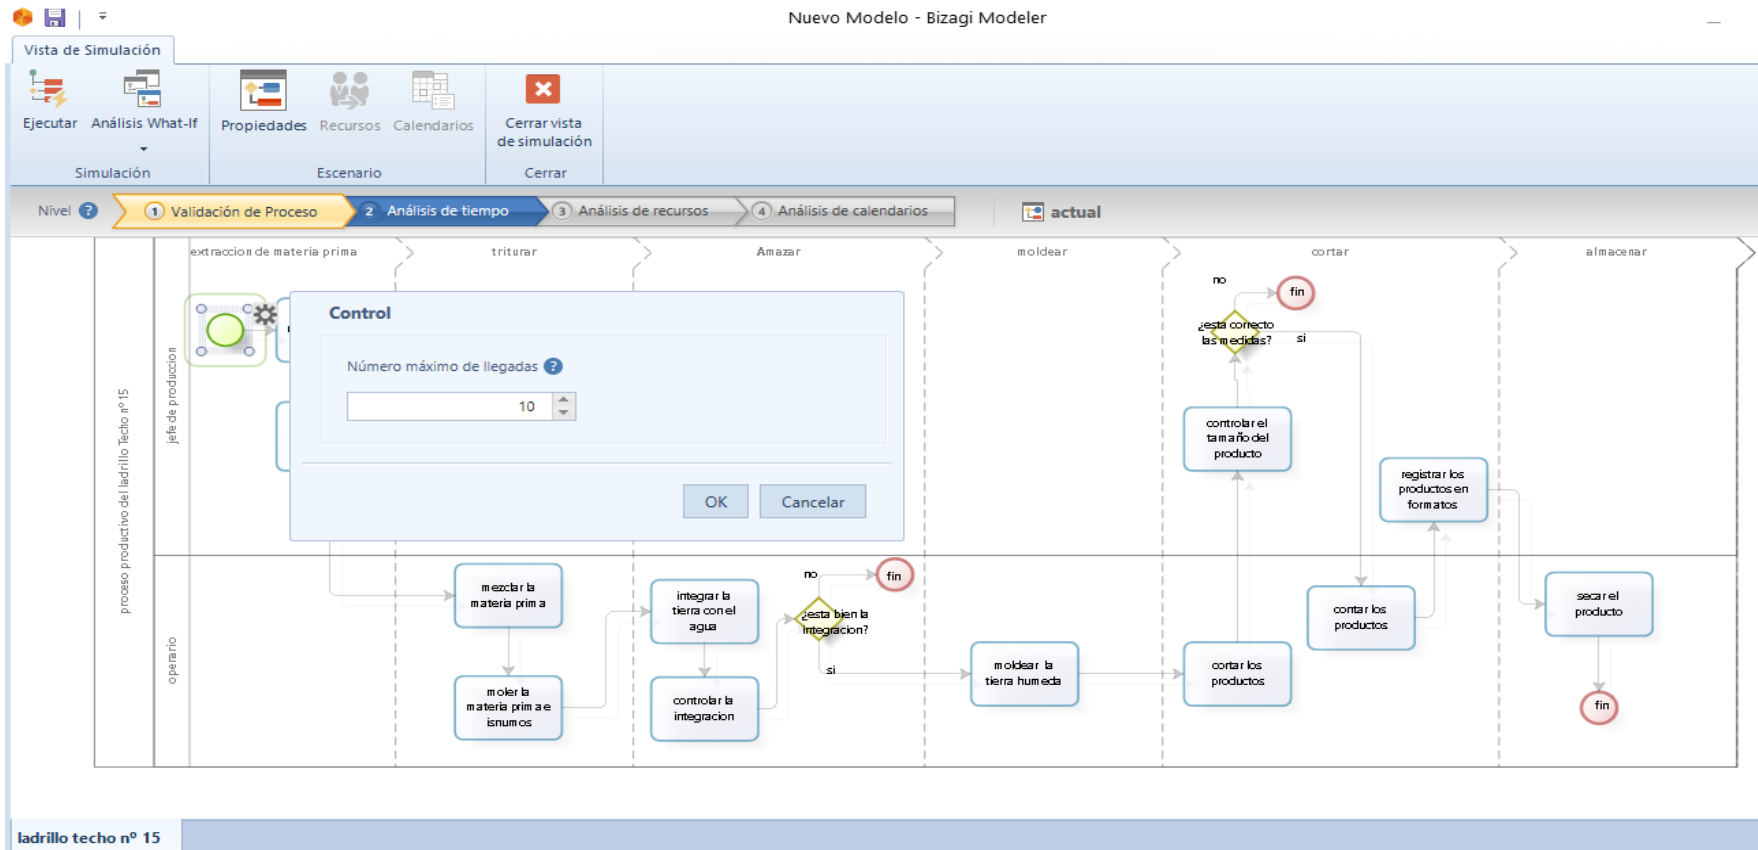 Nuevo Modelo - Bizagi Modeler
Vista de Simulación
Ejecutar
Análisis What-If
Propiedades
Recursos
Calendarios
Cerrar vista
de simulación
Simulación
Escenario
Cerrar
Nivel ?
1 Validación de Proceso
2 Análisis de tiempo
3 Análisis de recursos
4 Análisis de calendarios
actual
extraccion de materia prima
triturar
Amazar
moldear
cortar
almacenar
proceso productivo del ladrillo Techo nº 15
jefe de produccion
operario
Control
Número máximo de llegadas ?
10
OK
Cancelar
no
fin
¿esta correcto
las medidas?
si
controlar el
tamaño del
producto
registrar los
productos en
formatos
mezclar la
materia prima
integrar la
tierra con el
agua
no
fin
¿esta bien la
integracion?
si
contar los
productos
secar el
producto
moler la
materia prima e
isnumos
controlar la
integracion
moldear la
tierra humeda
cortar los
productos
fin
ladrillo techo nº 15